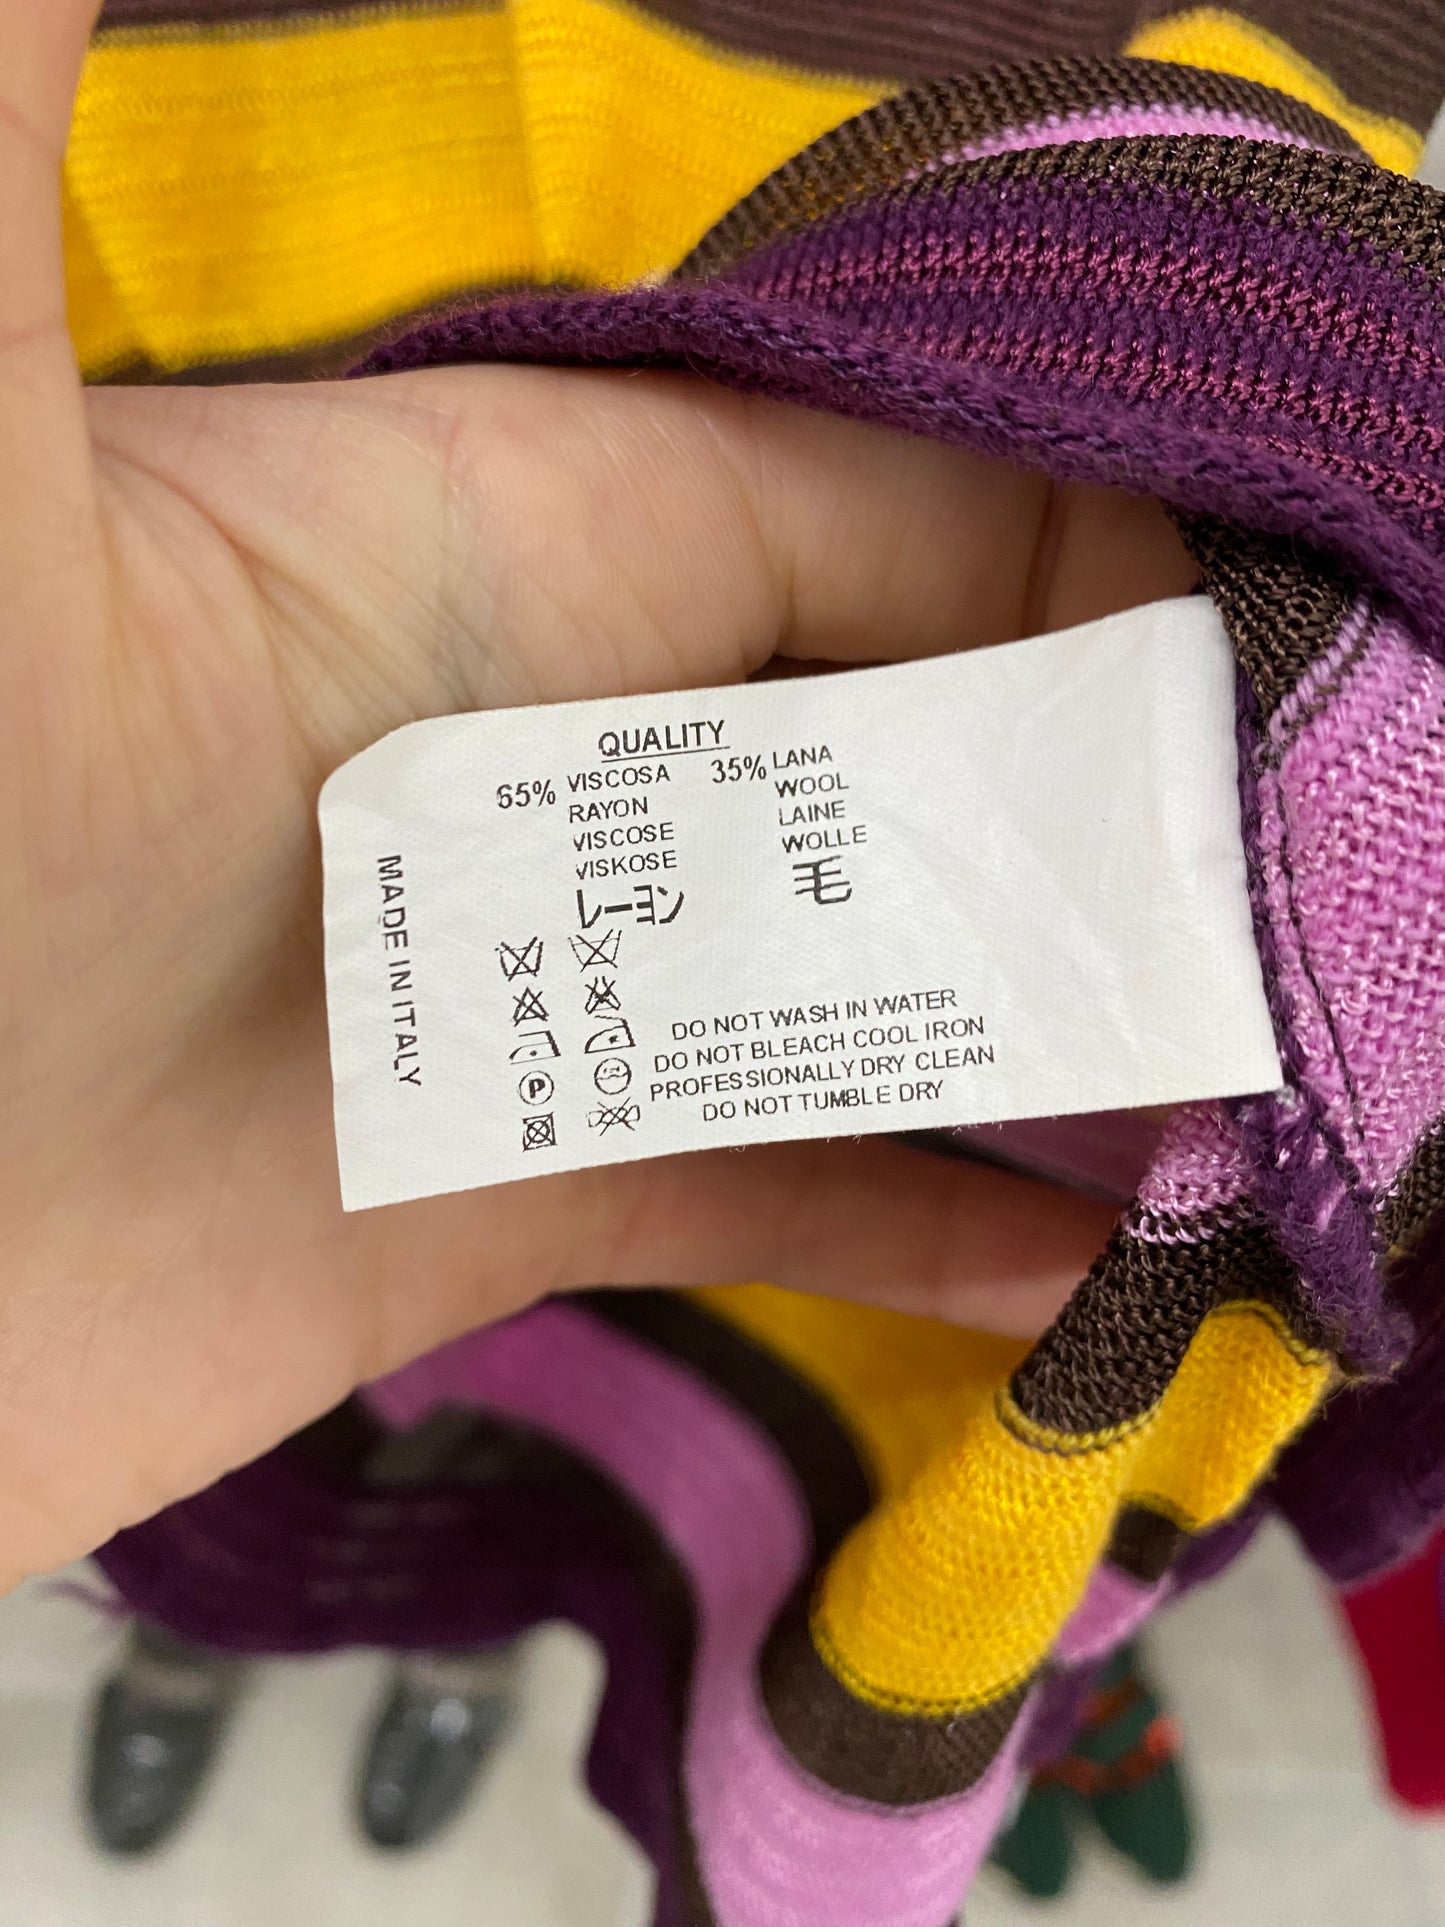 QUALITY
65% VISCOSA
RAYON
VISCOSE
VISKOSE
レーヨン
35% LANA
WOOL
LAINE
WOLLE
毛
MADE IN ITALY
P
DO NOT WASH IN WATER
DO NOT BLEACH COOL IRON
PROFESSIONALLY DRY CLEAN
DO NOT TUMBLE DRY